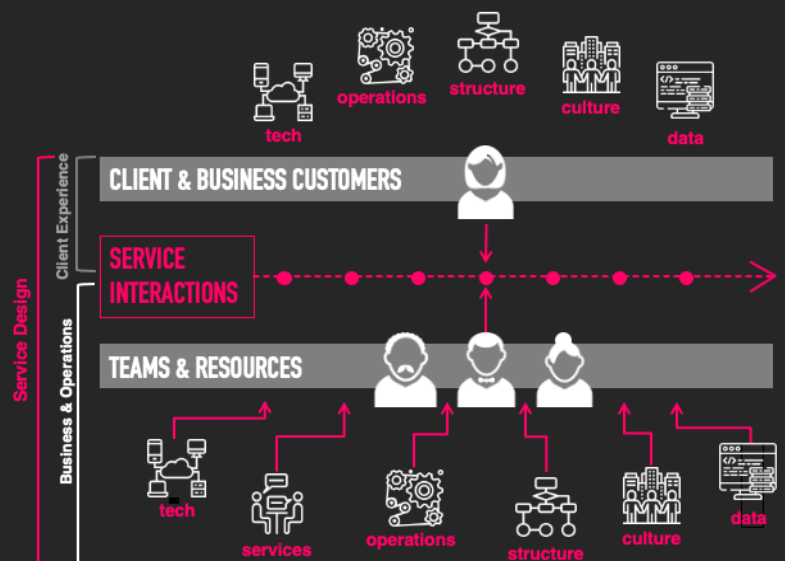 tech
operations
structure
culture
data
Service Design
Client Experience
Business & Operations
CLIENT & BUSINESS CUSTOMERS
SERVICE
INTERACTIONS
TEAMS & RESOURCES
tech
services
operations
structure
culture
data